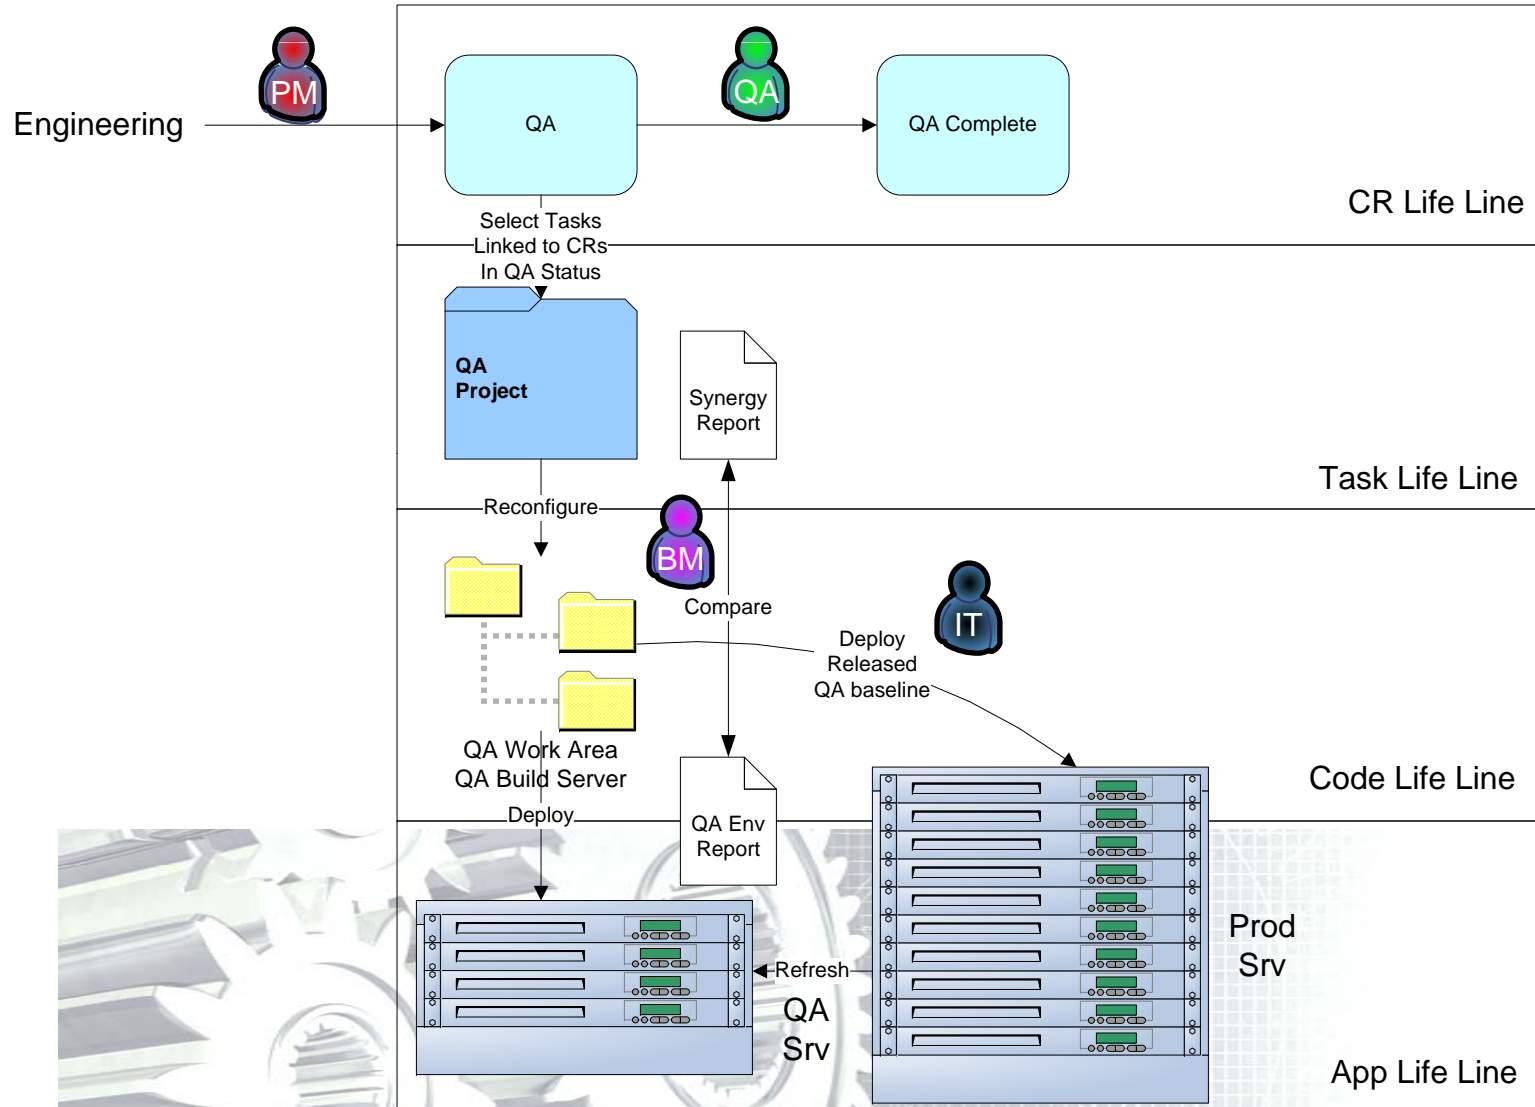 PM
QA
Engineering
QA
QA Complete
CR Life Line
Select Tasks
Linked to CRs
In QA Status
QA
Project
Synergy
Report
Task Life Line
Reconfigure
BM
Compare
IT
Deploy
Released
QA baseline
QA Work Area
QA Build Server
Code Life Line
Deploy
QA Env
Report
Prod
Srv
Refresh
QA
Srv
App Life Line